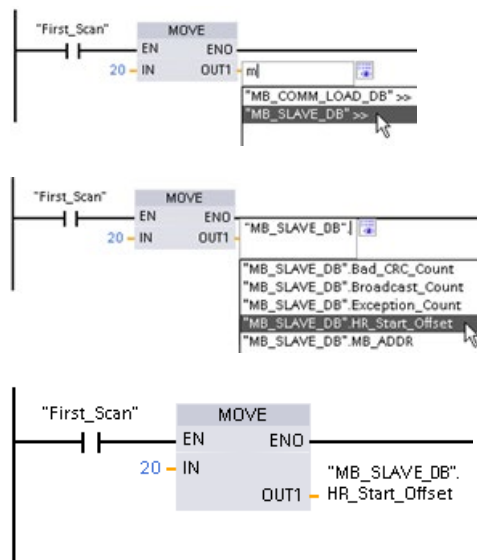 "First_Scan"
MOVE
EN ENO
20 IN OUT1 m
"MB_COMM_LOAD_DB" >>
"MB_SLAVE_DB" >>
"First_Scan"
MOVE
EN ENO
20 IN OUT1 "MB_SLAVE_DB".
"MB_SLAVE_DB".Bad_CRC_Count
"MB_SLAVE_DB".Broadcast_Count
"MB_SLAVE_DB".Exception_Count
"MB_SLAVE_DB".HR_Start_Offset
"MB_SLAVE_DB".MB_ADDR
"First_Scan"
MOVE
EN ENO
20 IN
"MB_SLAVE_DB".
OUT1 HR_Start_Offset